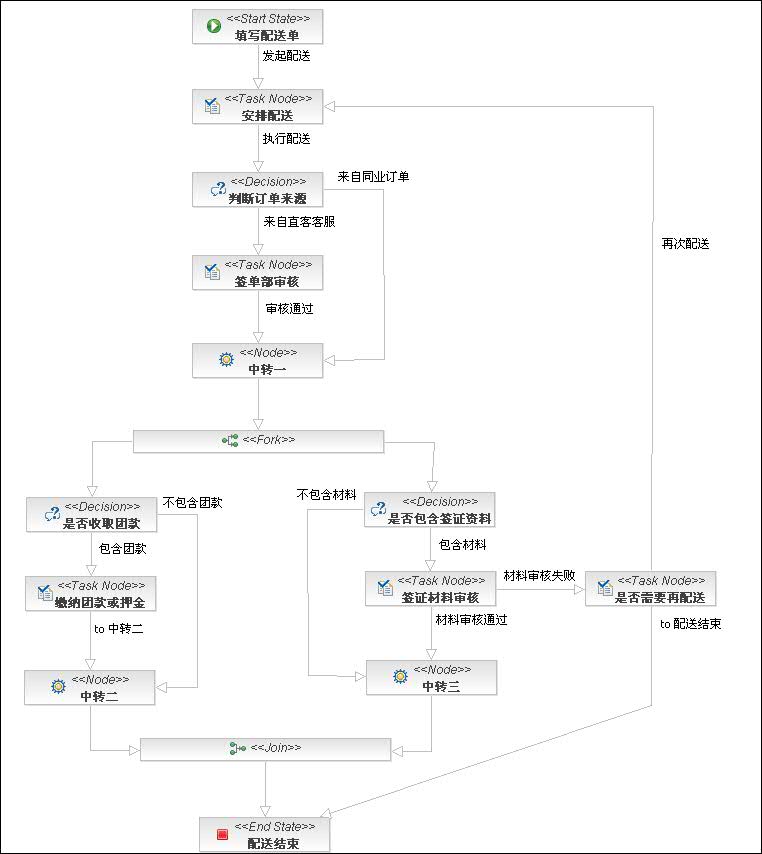 <<Start State>>
填写配送单
发起配送
<<Task Node>>
安排配送
执行配送
<<Decision>>
判断订单来源
来自同业订单
来自直客客服
<<Task Node>>
签单部审核
再次配送
审核通过
<<Node>>
中转一
<<Fork>>
<<Decision>>
是否收取团款
不包含团款
不包含材料
<<Decision>>
是否包含签证资料
包含团款
包含材料
<<Task Node>>
缴纳团款或押金
<<Task Node>>
签证材料审核
材料审核失败
<<Task Node>>
是否需要再配送
to 中转二
材料审核通过
to 配送结束
<<Node>>
中转二
<<Node>>
中转三
<<Join>>
<<End State>>
配送结束